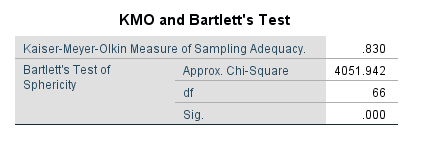 KMO and Bartlett's Test
Kaiser-Meyer-Olkin Measure of Sampling Adequacy. .830
Bartlett's Test of Sphericity Approx. Chi-Square 4051.942
df 66
Sig. .000